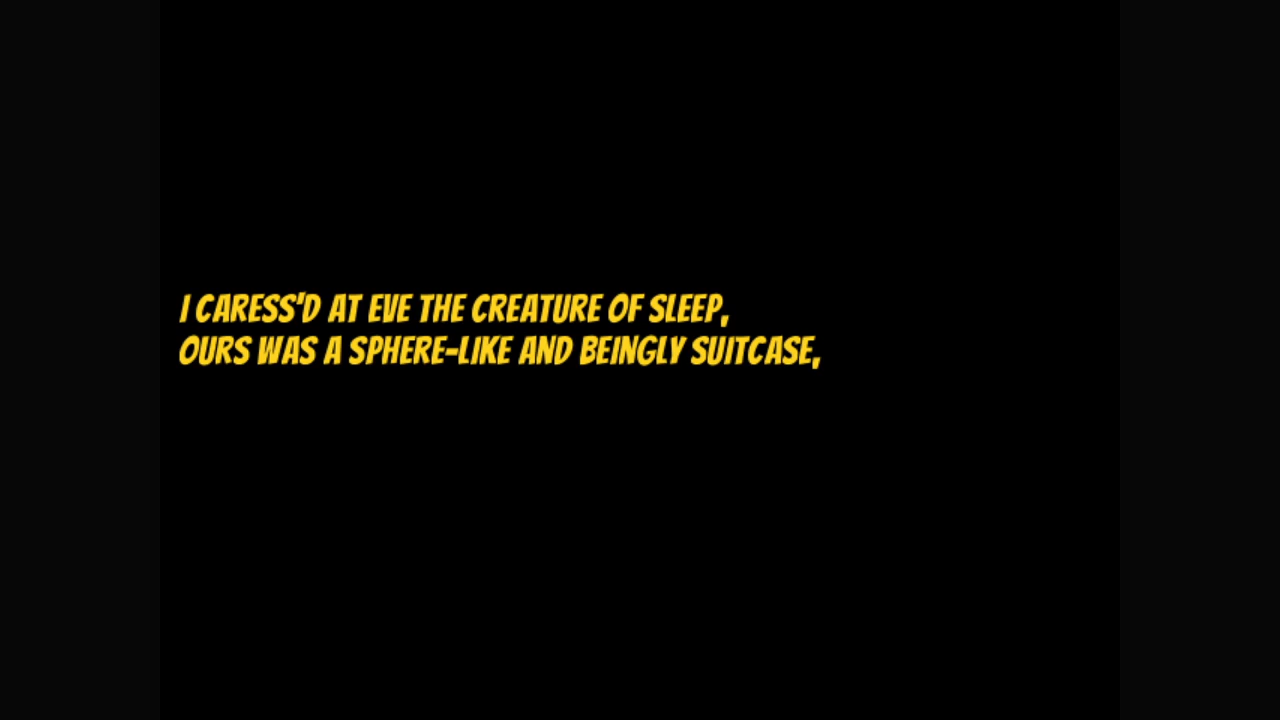 I CARESS'D AT EVE THE CREATURE OF SLEEP,
OURS WAS A SPHERE-LIKE AND BEINGLY SUITCASE,